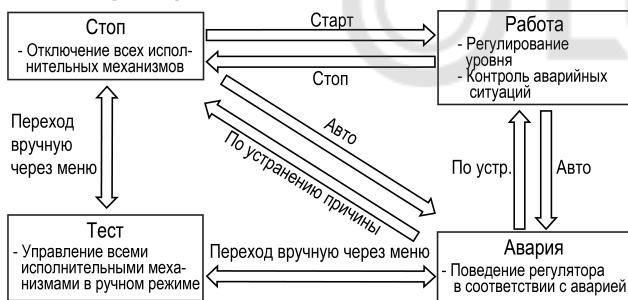 Стоп
- Отключение всех испол-
нительных механизмов
Старт
Стоп
Работа
- Регулирование
уровня
- Контроль аварийных
ситуаций
Переход
вручную
через меню
Авто
По устранению причины
По устр.
Авто
Тест
- Управление всеми
исполнительными меха-
низмами в ручном режиме
Переход вручную через меню
Авария
- Поведение регулятора
в соответствии с аварией